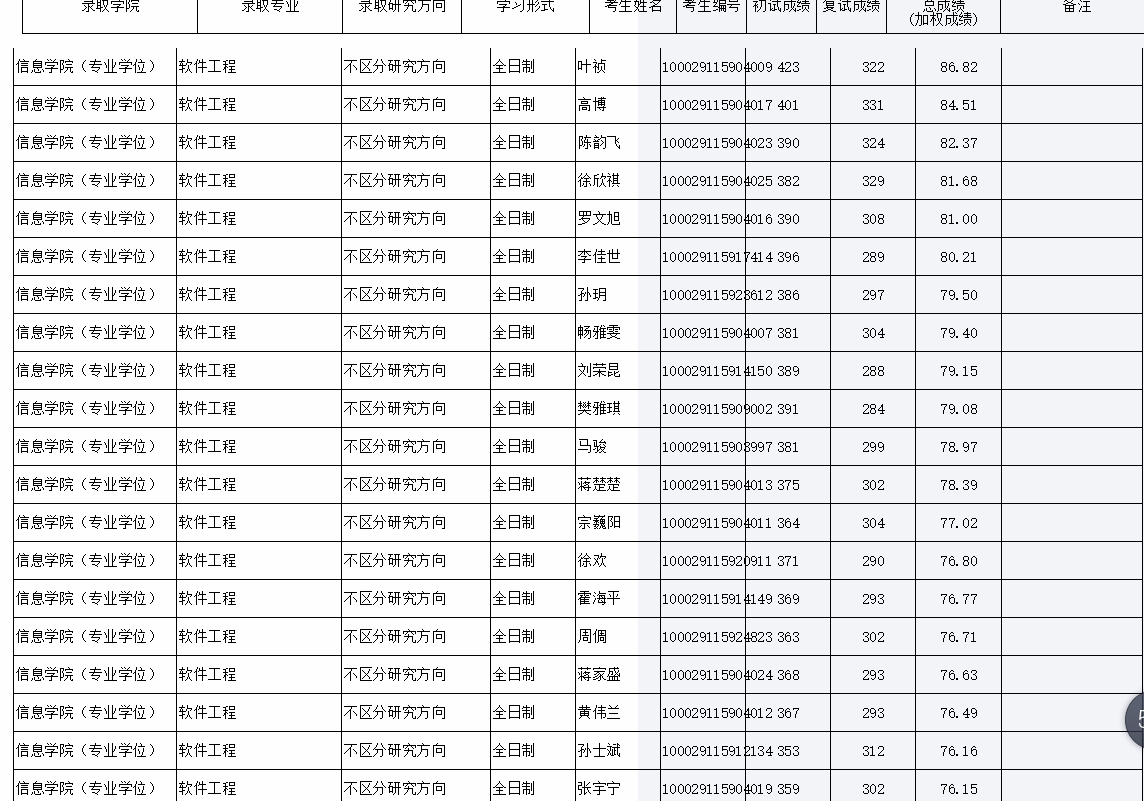 录取学院 录取专业 录取研究方向 学习形式 考生姓名 考生编号 初试成绩 复试成绩 总成绩 备注
(加权成绩)
信息学院（专业学位） 软件工程 不区分研究方向 全日制 叶祯 100029115904009 423 322 86.82
信息学院（专业学位） 软件工程 不区分研究方向 全日制 高博 100029115904017 401 331 84.51
信息学院（专业学位） 软件工程 不区分研究方向 全日制 陈韵飞 100029115904023 390 324 82.37
信息学院（专业学位） 软件工程 不区分研究方向 全日制 徐欣祺 100029115904025 382 329 81.68
信息学院（专业学位） 软件工程 不区分研究方向 全日制 罗文旭 100029115904016 390 308 81.00
信息学院（专业学位） 软件工程 不区分研究方向 全日制 李佳世 100029115917414 396 289 80.21
信息学院（专业学位） 软件工程 不区分研究方向 全日制 孙玥 100029115923612 386 297 79.50
信息学院（专业学位） 软件工程 不区分研究方向 全日制 畅雅雯 100029115904007 381 304 79.40
信息学院（专业学位） 软件工程 不区分研究方向 全日制 刘荣昆 100029115914150 389 288 79.15
信息学院（专业学位） 软件工程 不区分研究方向 全日制 樊雅琪 100029115909002 391 284 79.08
信息学院（专业学位） 软件工程 不区分研究方向 全日制 马骏 100029115903997 381 299 78.97
信息学院（专业学位） 软件工程 不区分研究方向 全日制 蒋楚楚 100029115904013 375 302 78.39
信息学院（专业学位） 软件工程 不区分研究方向 全日制 宗巍阳 100029115904011 364 304 77.02
信息学院（专业学位） 软件工程 不区分研究方向 全日制 徐欢 100029115920911 371 290 76.80
信息学院（专业学位） 软件工程 不区分研究方向 全日制 霍海平 100029115914149 369 293 76.77
信息学院（专业学位） 软件工程 不区分研究方向 全日制 周倜 100029115924823 363 302 76.71
信息学院（专业学位） 软件工程 不区分研究方向 全日制 蒋家盛 100029115904024 368 293 76.63
信息学院（专业学位） 软件工程 不区分研究方向 全日制 黄伟兰 100029115904012 367 293 76.49
信息学院（专业学位） 软件工程 不区分研究方向 全日制 孙士斌 100029115912134 353 312 76.16
信息学院（专业学位） 软件工程 不区分研究方向 全日制 张宇宁 100029115904019 359 302 76.15